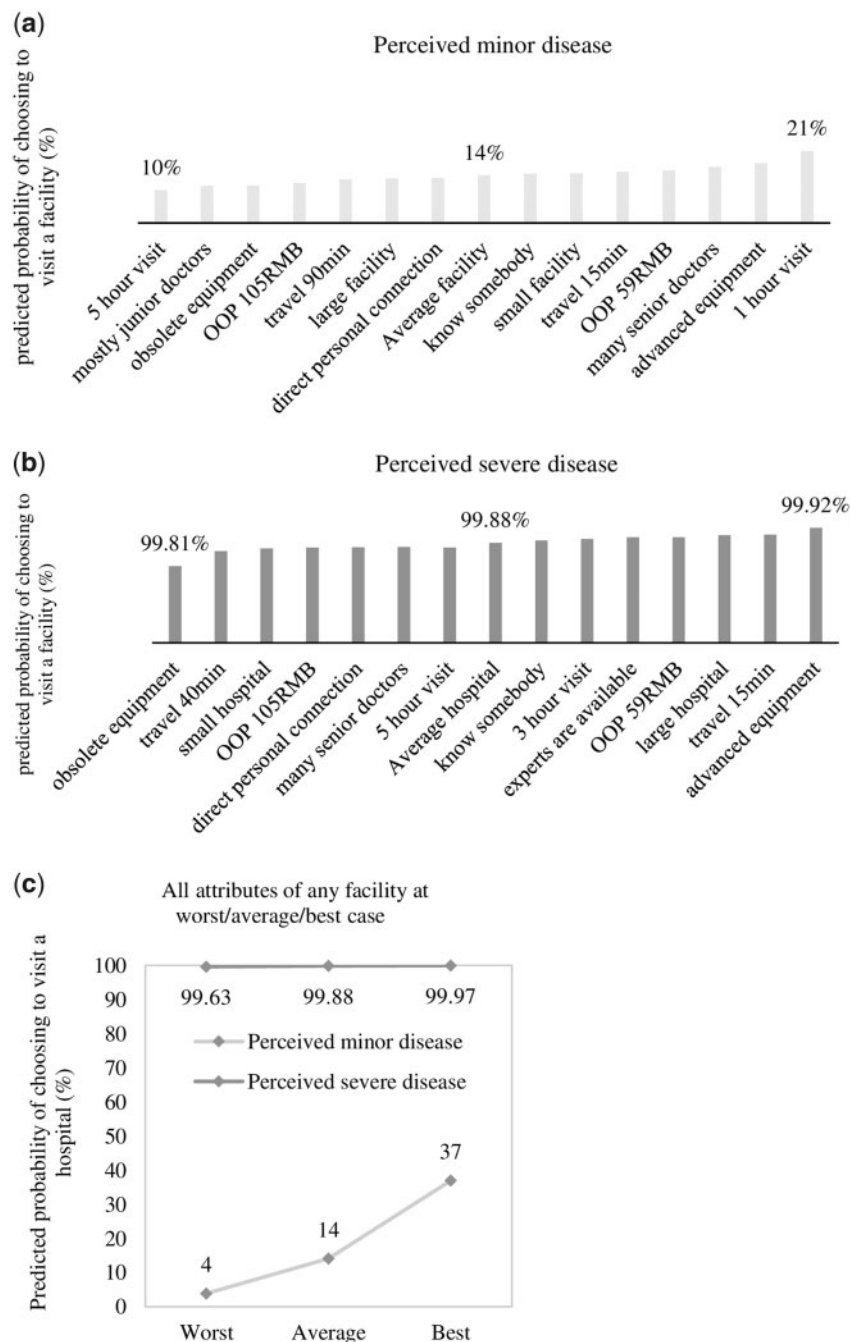 (a)
Perceived minor disease
predicted probability of choosing to
visit a facility (%)
10%
14%
21%
5 hour visit
mostly junior doctors
obsolete equipment
OOP 105RMB
travel 90min
large facility
direct personal connection
Average facility
know somebody
small facility
travel 15min
OOP 59RMB
many senior doctors
advanced equipment
1 hour visit
(b)
Perceived severe disease
predicted probability of choosing to
visit a facility (%)
99.81%
99.88%
99.92%
obsolete equipment
travel 40min
small hospital
OOP 105RMB
direct personal connection
many senior doctors
5 hour visit
Average hospital
know somebody
3 hour visit
experts are available
OOP 59RMB
large hospital
travel 15min
advanced equipment
(c)
All attributes of any facility at
worst/average/best case
Predicted probability of choosing to visit a
hospital (%)
100
90
80
70
60
50
40
30
20
10
0
99.63
99.88
99.97
Perceived minor disease
Perceived severe disease
4
14
37
Worst
Average
Best